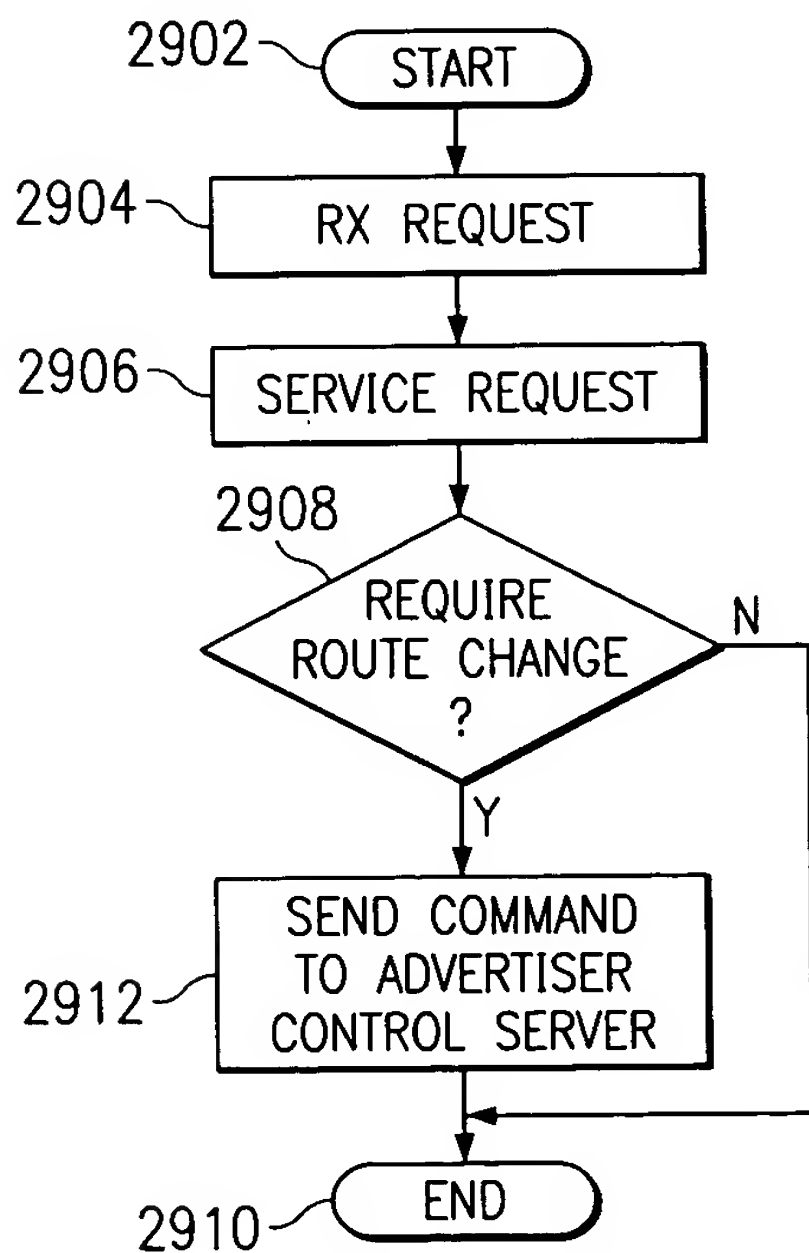 2902
START
2904
RX REQUEST
2906
SERVICE REQUEST
2908
REQUIRE
ROUTE CHANGE
?
N
Y
2912
SEND COMMAND
TO ADVERTISER
CONTROL SERVER
2910
END